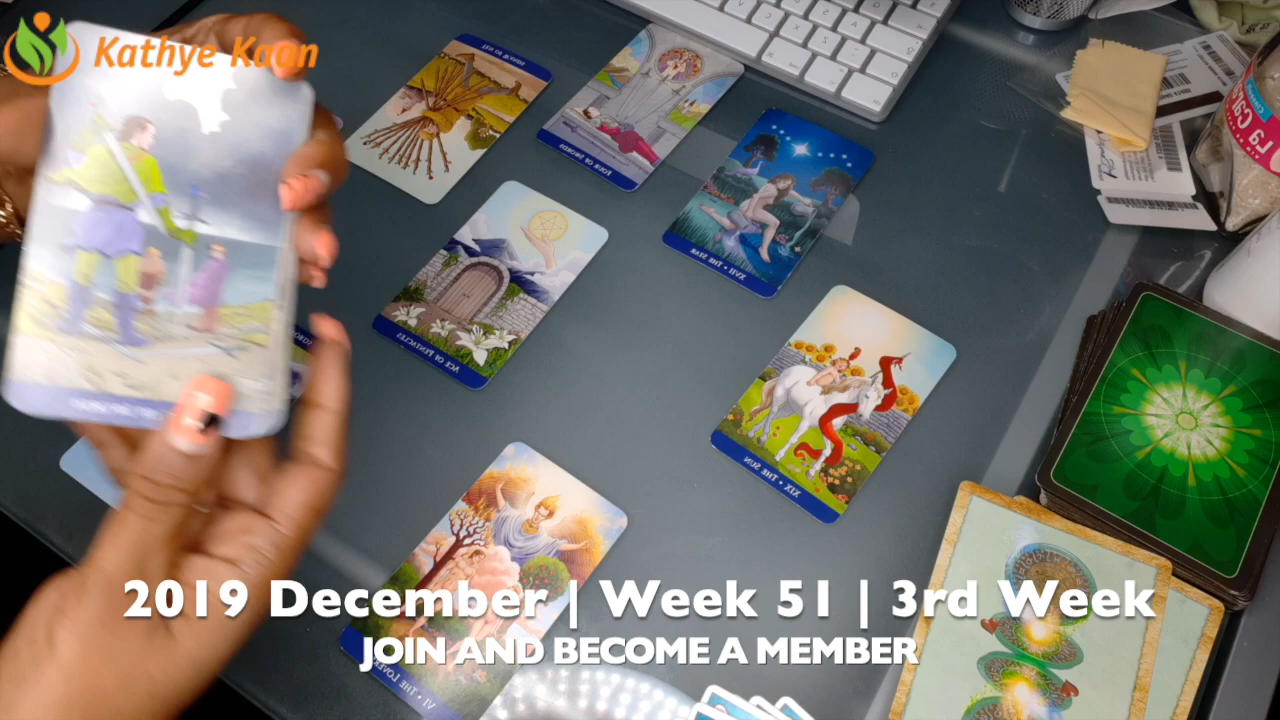 Kathye Kaan
FOUR OF SWORDS
XVII • THE STAR
ACE OF PENTACLES
XIX • THE SUN
VI • THE LOVERS
2019 December | Week 51 | 3rd Week
JOIN AND BECOME A MEMBER